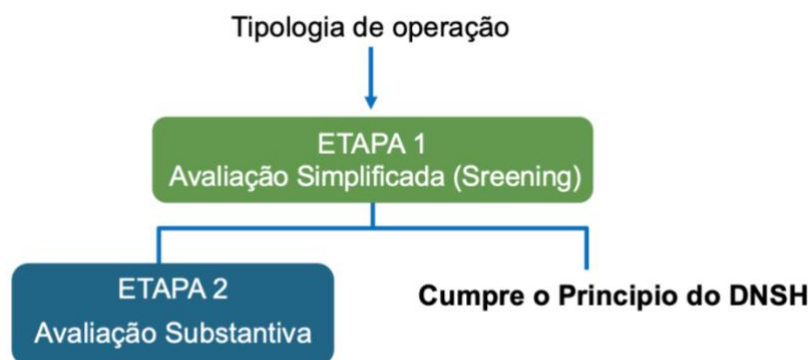 Tipologia de operação
ETAPA 1
Avaliação Simplificada (Sreening)
ETAPA 2
Avaliação Substantiva
Cumpre o Principio do DNSH